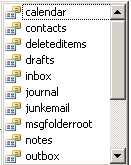 calendar
contacts
deleteditems
drafts
inbox
journal
junkemail
msgfolderroot
notes
outbox